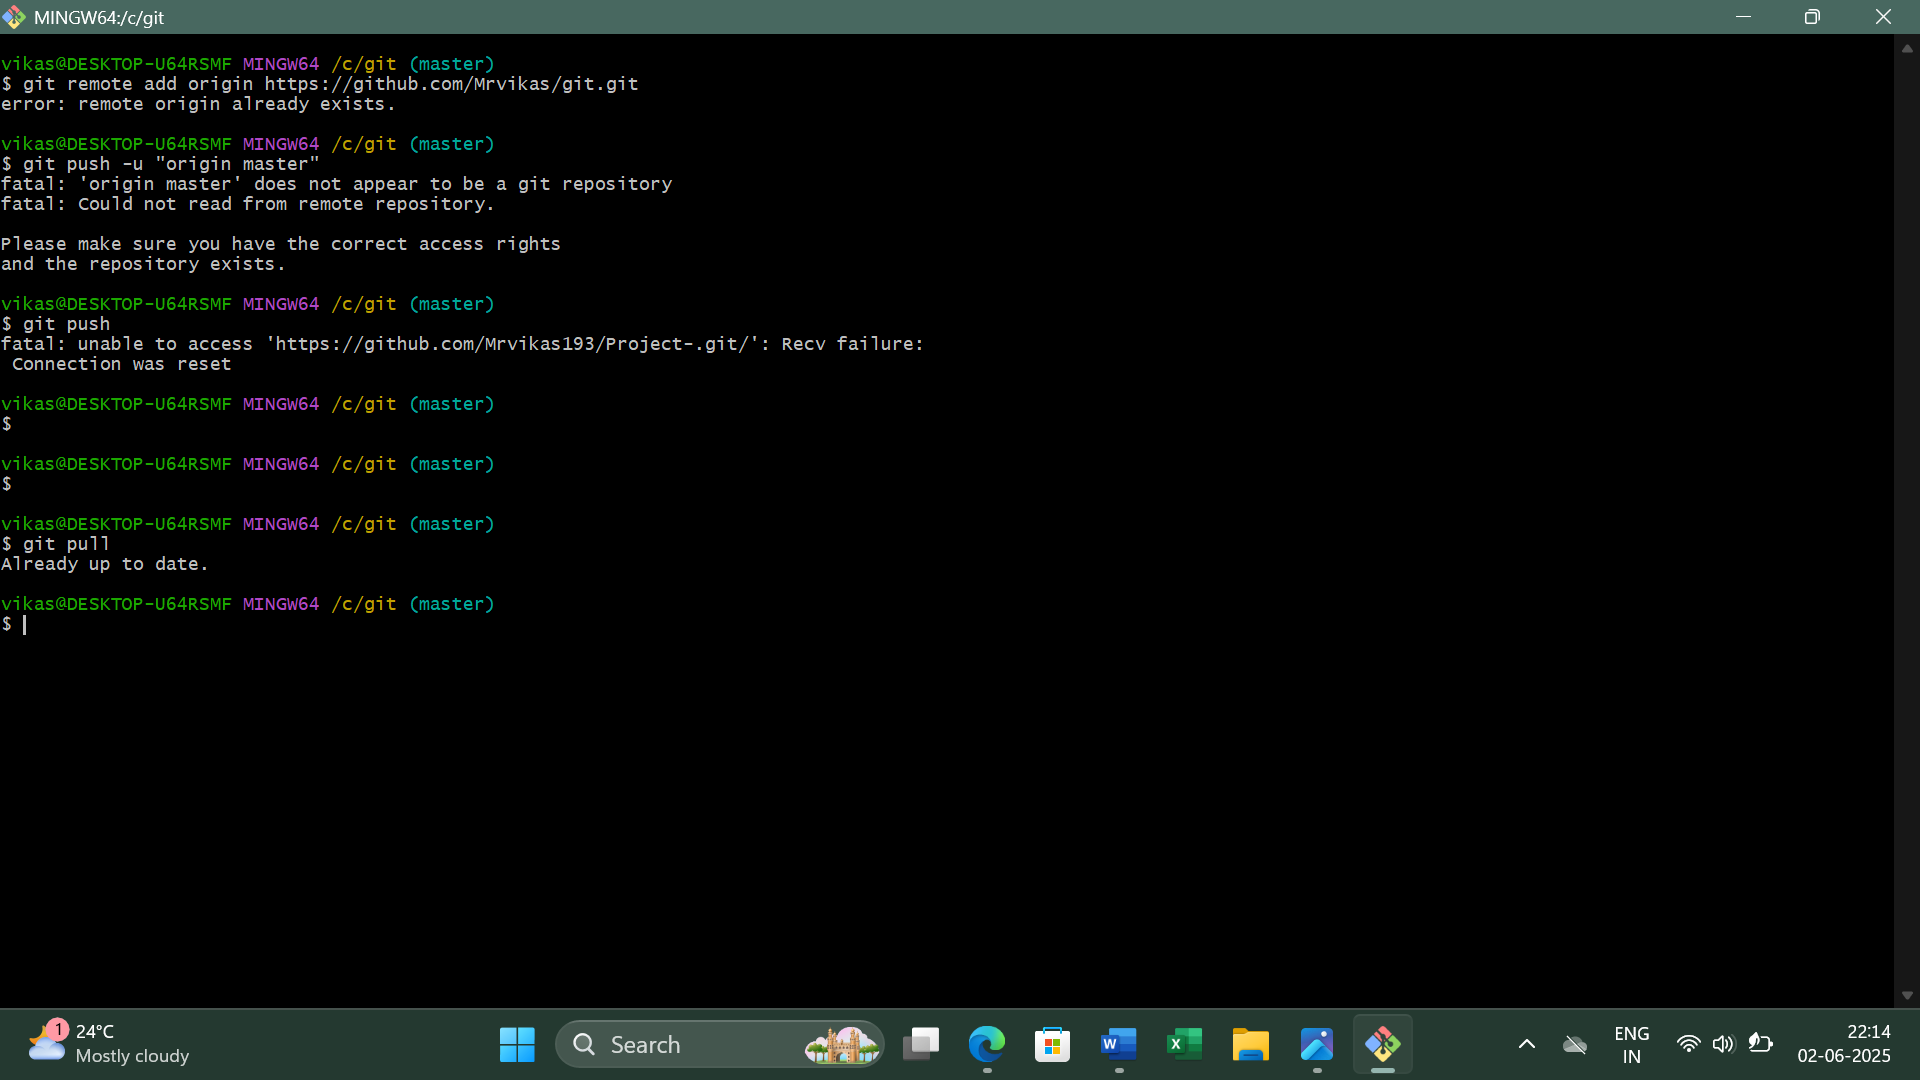 MINGW64:/c/git
vikas@DESKTOP-U64RSMF MINGW64 /c/git (master)
$ git remote add origin https://github.com/Mrvikas/git.git
error: remote origin already exists.
vikas@DESKTOP-U64RSMF MINGW64 /c/git (master)
$ git push -u "origin master"
fatal: 'origin master' does not appear to be a git repository
fatal: Could not read from remote repository.
Please make sure you have the correct access rights
and the repository exists.
vikas@DESKTOP-U64RSMF MINGW64 /c/git (master)
$ git push
fatal: unable to access 'https://github.com/Mrvikas193/Project-.git/': Recv failure:
Connection was reset
vikas@DESKTOP-U64RSMF MINGW64 /c/git (master)
$
vikas@DESKTOP-U64RSMF MINGW64 /c/git (master)
$
vikas@DESKTOP-U64RSMF MINGW64 /c/git (master)
$ git pull
Already up to date.
vikas@DESKTOP-U64RSMF MINGW64 /c/git (master)
$
1
24°C
Mostly cloudy
Search
W
X
ENG
IN
22:14
02-06-2025